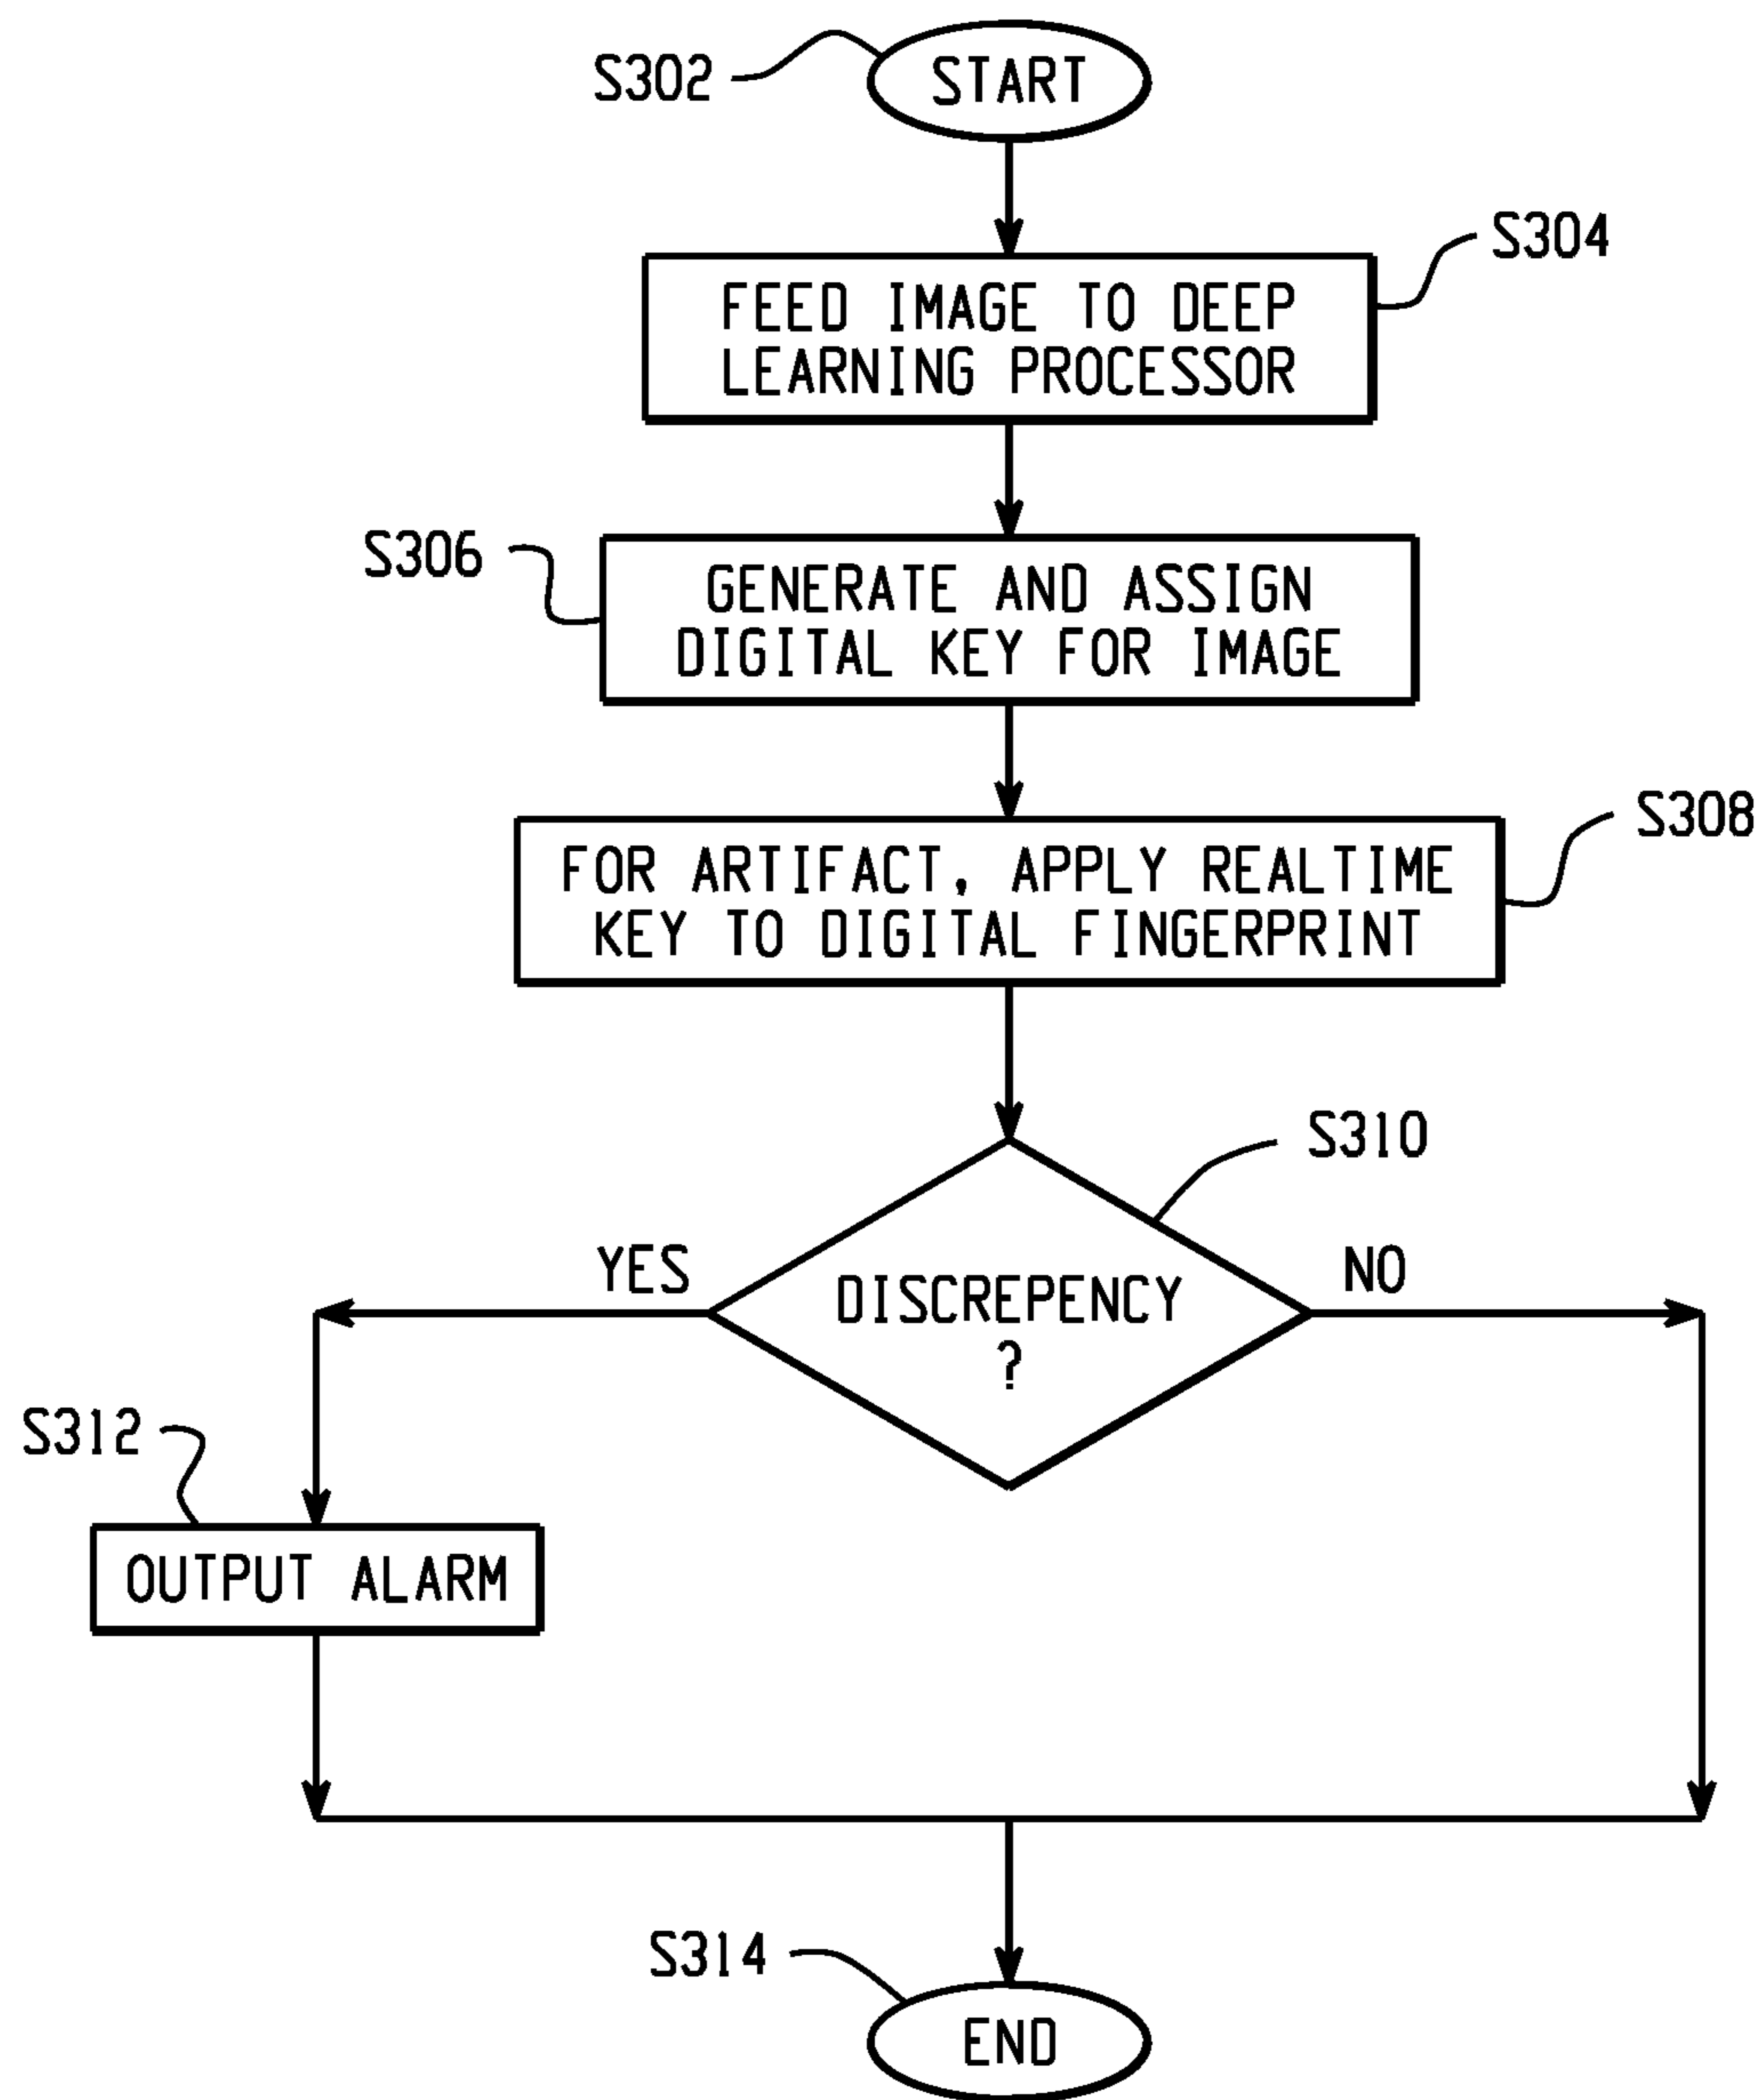 S302
START
S304
FEED IMAGE TO DEEP
LEARNING PROCESSOR
S306
GENERATE AND ASSIGN
DIGITAL KEY FOR IMAGE
S308
FOR ARTIFACT, APPLY REALTIME
KEY TO DIGITAL FINGERPRINT
S310
YES
NO
DISCREPENCY
?
S312
OUTPUT ALARM
S314
END